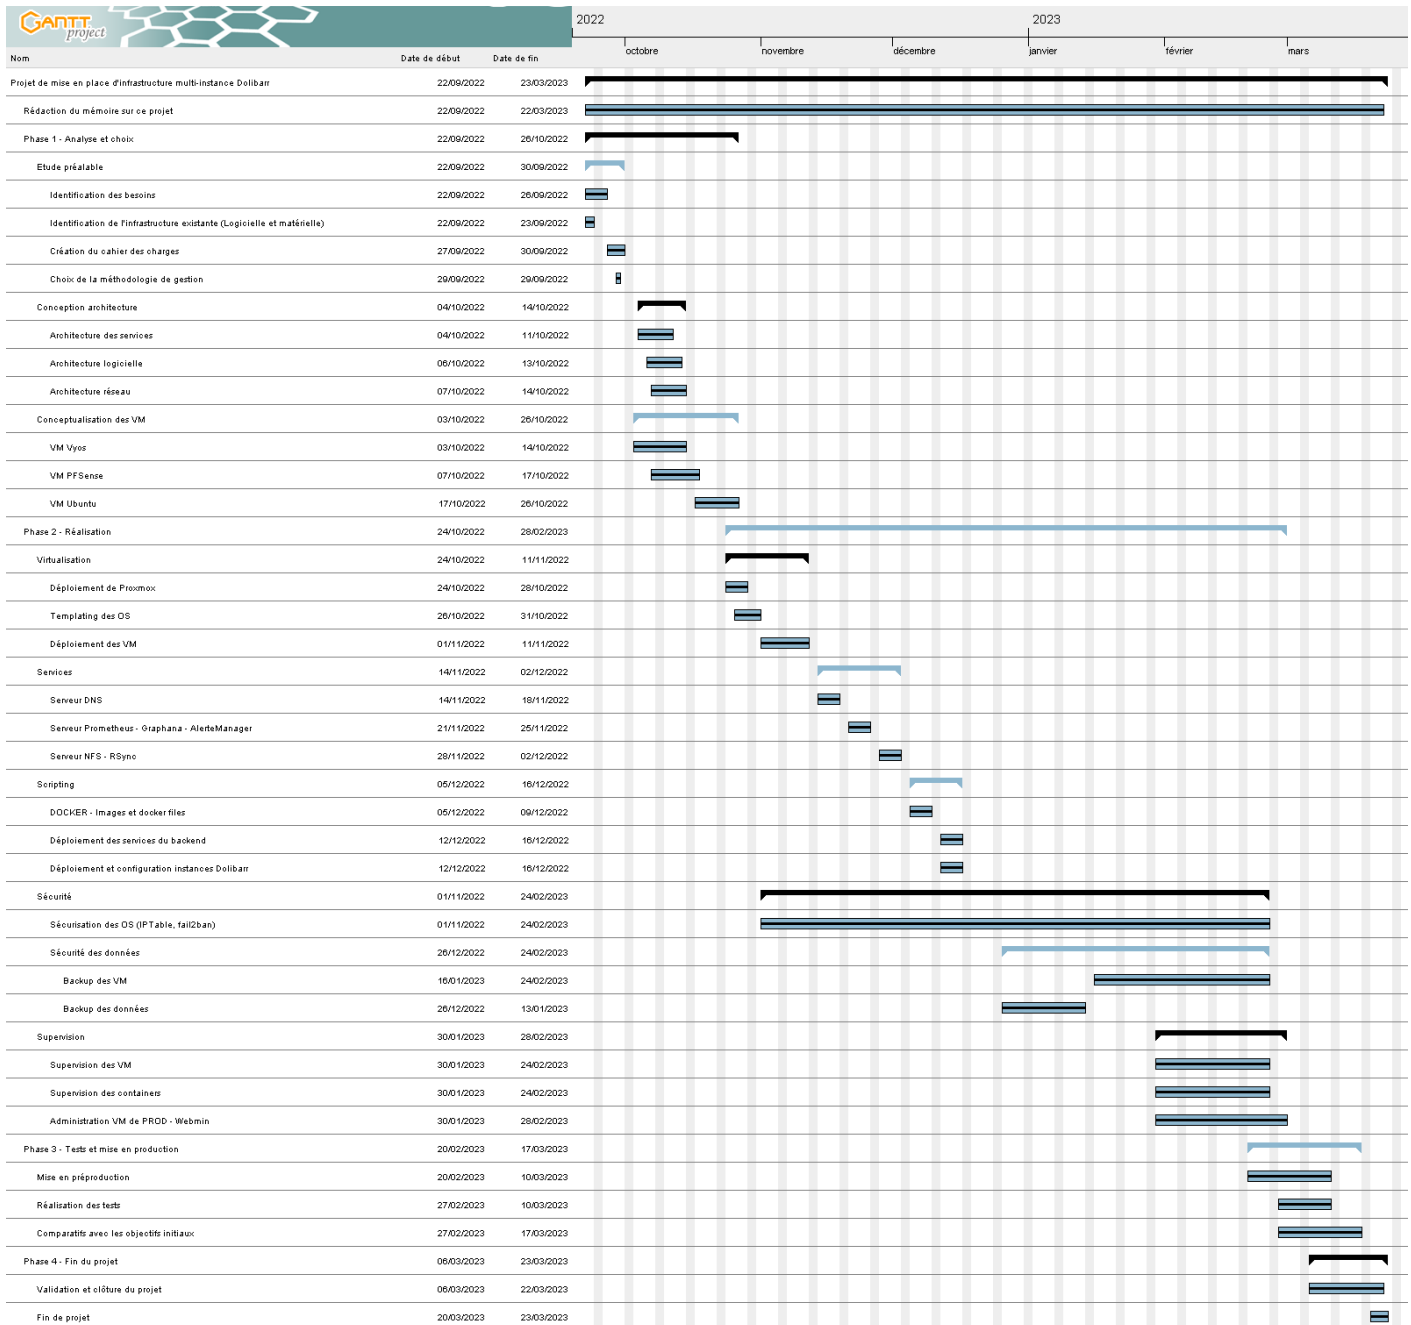 GANTT project
2022 2023
octobre novembre décembre janvier février mars
Nom Date de début Date de fin
Projet de mise en place d'infrastructure multi-instance Dolibarr 22/09/2022 23/03/2023
Rédaction du mémoire sur ce projet 22/09/2022 22/03/2023
Phase 1 - Analyse et choix 22/09/2022 26/10/2022
Etude préalable 22/09/2022 30/09/2022
Identification des besoins 22/09/2022 26/09/2022
Identification de l'infrastructure existante (Logicielle et matérielle) 22/09/2022 23/09/2022
Création du cahier des charges 27/09/2022 30/09/2022
Choix de la méthodologie de gestion 29/09/2022 29/09/2022
Conception architecture 04/10/2022 14/10/2022
Architecture des services 04/10/2022 11/10/2022
Architecture logicielle 06/10/2022 13/10/2022
Architecture réseau 07/10/2022 14/10/2022
Conceptualisation des VM 03/10/2022 26/10/2022
VM Vyos 03/10/2022 14/10/2022
VM PFSense 07/10/2022 17/10/2022
VM Ubuntu 17/10/2022 26/10/2022
Phase 2 - Réalisation 24/10/2022 28/02/2023
Virtualisation 24/10/2022 11/11/2022
Déploiement de Proxmox 24/10/2022 28/10/2022
Templating des OS 26/10/2022 31/10/2022
Déploiement des VM 01/11/2022 11/11/2022
Services 14/11/2022 02/12/2022
Serveur DNS 14/11/2022 18/11/2022
Serveur Prometheus - Graphana - AlerteManager 21/11/2022 25/11/2022
Serveur NFS - RSync 28/11/2022 02/12/2022
Scripting 05/12/2022 16/12/2022
DOCKER - Images et docker files 05/12/2022 09/12/2022
Déploiement des services du backend 12/12/2022 16/12/2022
Déploiement et configuration instances Dolibarr 12/12/2022 16/12/2022
Sécurité 01/11/2022 24/02/2023
Sécurisation des OS (IPTable, fail2ban) 01/11/2022 24/02/2023
Sécurité des données 26/12/2022 24/02/2023
Backup des VM 16/01/2023 24/02/2023
Backup des données 26/12/2022 13/01/2023
Supervision 30/01/2023 28/02/2023
Supervision des VM 30/01/2023 24/02/2023
Supervision des containers 30/01/2023 24/02/2023
Administration VM de PROD - Webmin 30/01/2023 28/02/2023
Phase 3 - Tests et mise en production 20/02/2023 17/03/2023
Mise en préproduction 20/02/2023 10/03/2023
Réalisation des tests 27/02/2023 10/03/2023
Comparatifs avec les objectifs initiaux 27/02/2023 17/03/2023
Phase 4 - Fin du projet 06/03/2023 23/03/2023
Validation et clôture du projet 06/03/2023 22/03/2023
Fin de projet 20/03/2023 23/03/2023